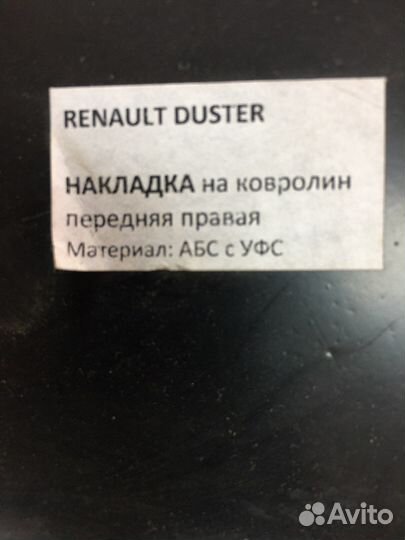 RENAULT DUSTER
НАКЛАДКА на ковролин
передняя правая
Материал: АБС с УФС
Avito